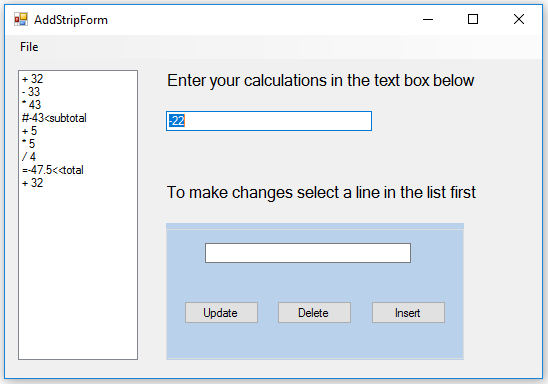 AddStripForm
File
+ 32
- 33
* 43
#-43<subtotal
+ 5
* 5
/ 4
=-47.5<<total
+ 32
Enter your calculations in the text box below
-22
To make changes select a line in the list first
Update Delete Insert